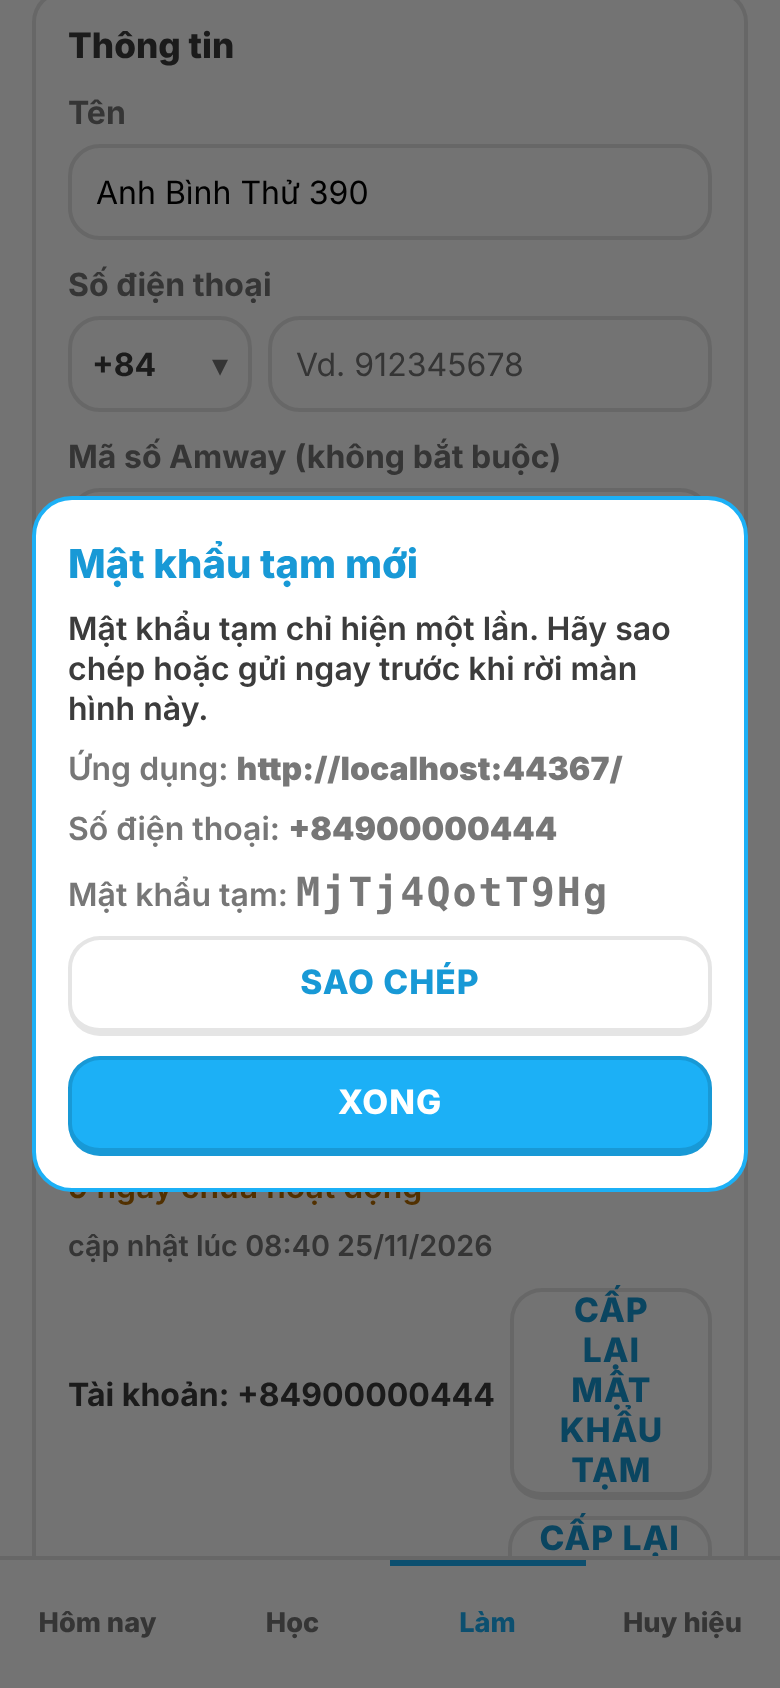 Thông tin
Tên
Anh Bình Thử 390
Số điện thoại
+84 ▼ Vd. 912345678
Mã số Amway (không bắt buộc)
Mật khẩu tạm mới
Mật khẩu tạm chỉ hiện một lần. Hãy sao
chép hoặc gửi ngay trước khi rời màn
hình này.
Ứng dụng: http://localhost:44367/
Số điện thoại: +84900000444
Mật khẩu tạm: MjTj4QotT9Hg
SAO CHÉP
XONG
ngày chưa hoạt động
cập nhật lúc 08:40 25/11/2026
Tài khoản: +84900000444
CẤP
LẠI
MẬT
KHẨU
TẠM
CẤP LẠI
Hôm nay Học Làm Huy hiệu